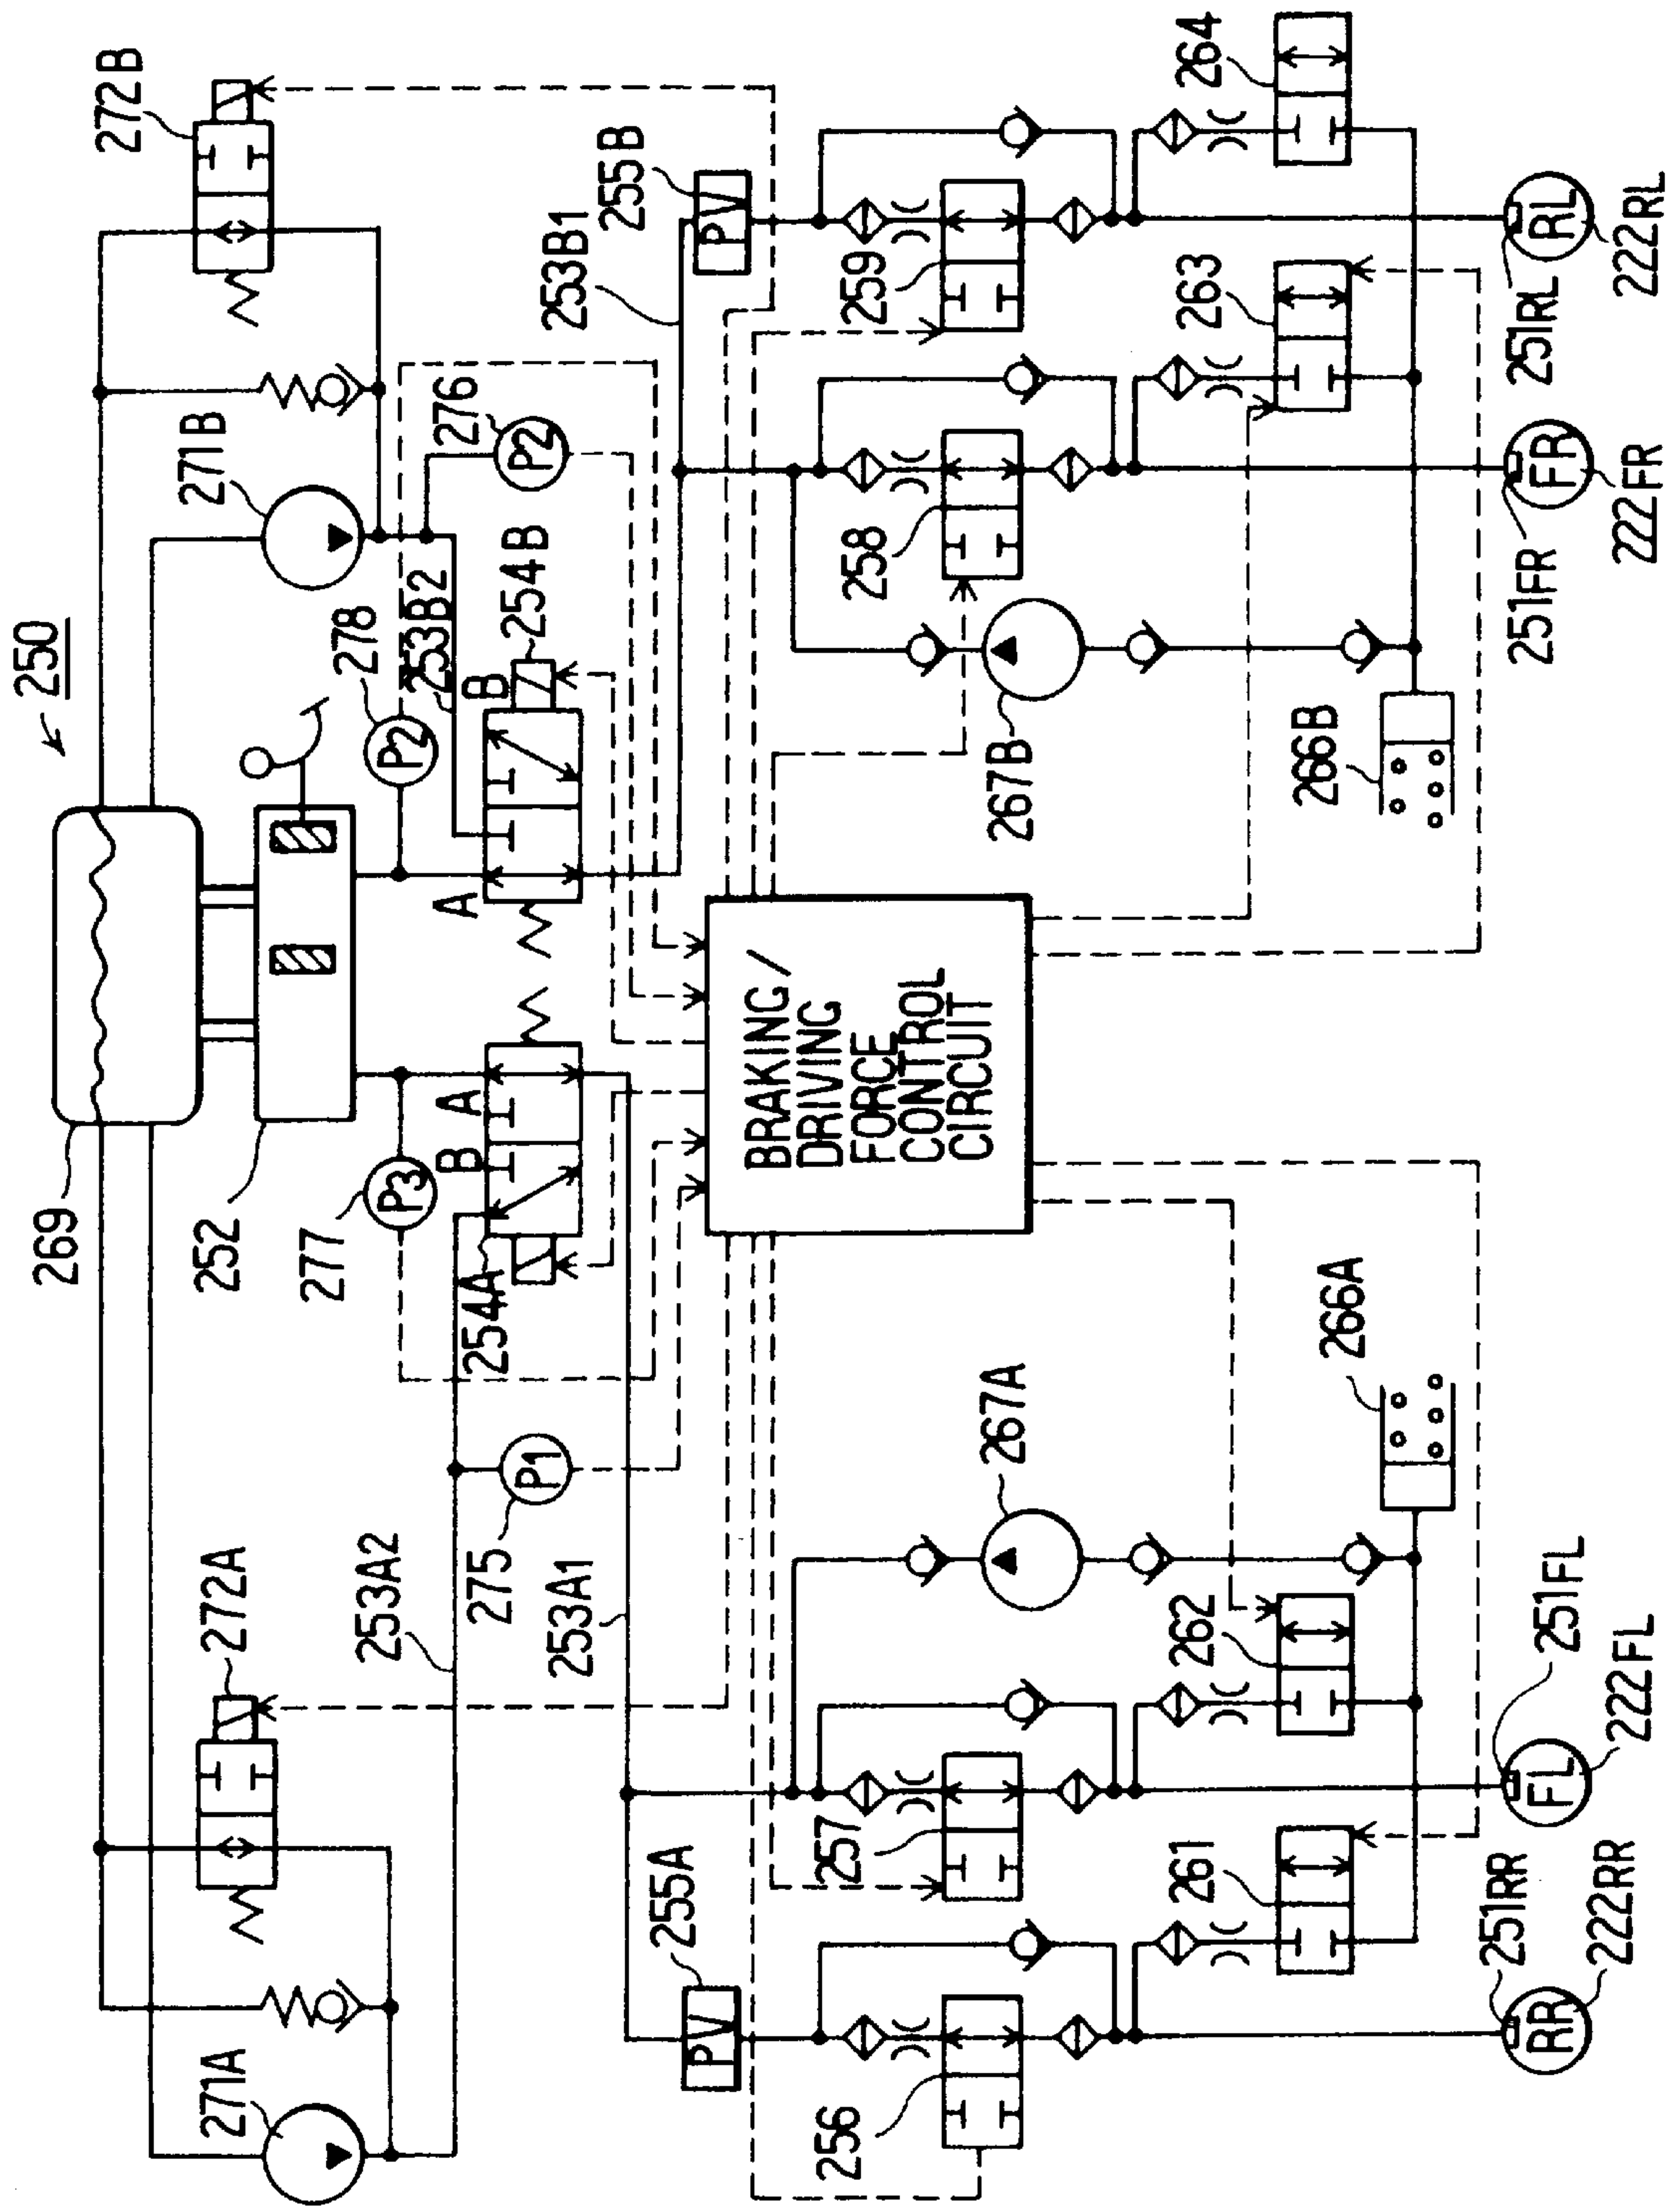 250
269
252
271A
271B
272A
272B
277
P3
278
P2
276
P2
275
P1
253A2
253A1
253B2
253B1
254A
B
A
254B
A
B
BRAKING /
DRIVING
FORCE
CONTROL
CIRCUIT
255A
PV
255B
PV
256
257
258
259
267A
267B
261
262
263
264
266A
266B
251RR
RR
222RR
251FL
FL
222FL
251FR
FR
222FR
251RL
RL
222RL